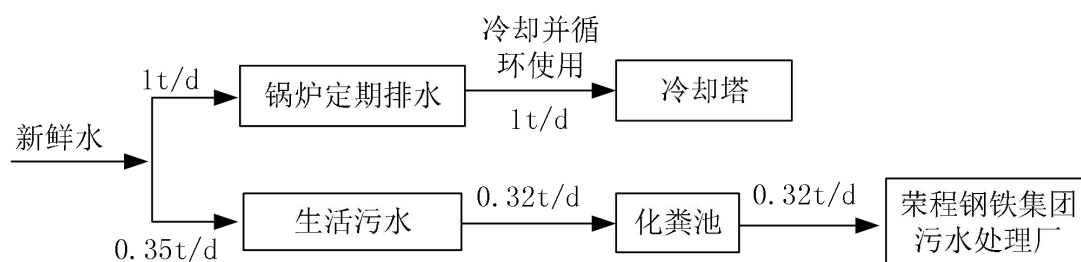 新鲜水
1t/d
锅炉定期排水
冷却并循
环使用
1t/d
冷却塔
0.35t/d
生活污水
0.32t/d
化粪池
0.32t/d
荣程钢铁集团
污水处理厂